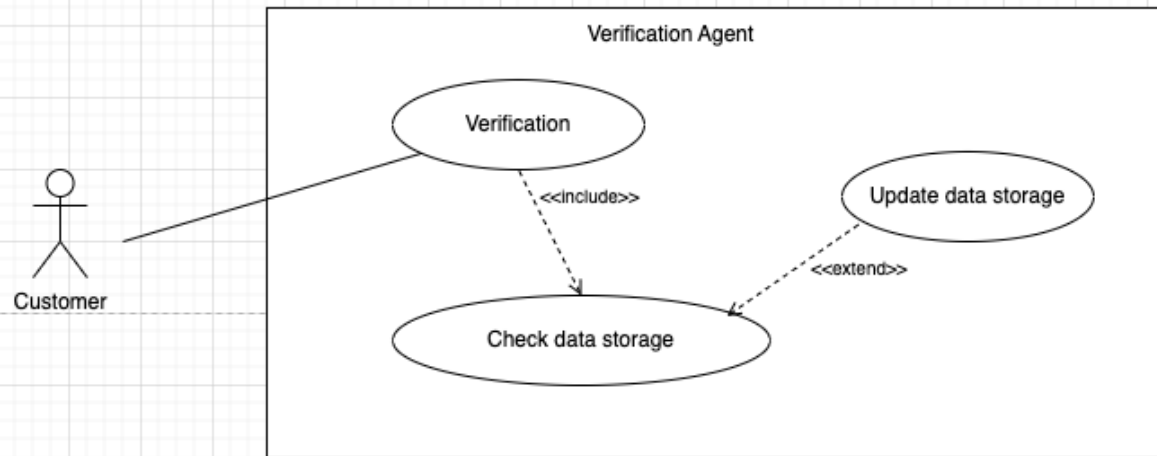 Verification Agent
Verification
<<include>>
Update data storage
<<extend>>
Customer
Check data storage